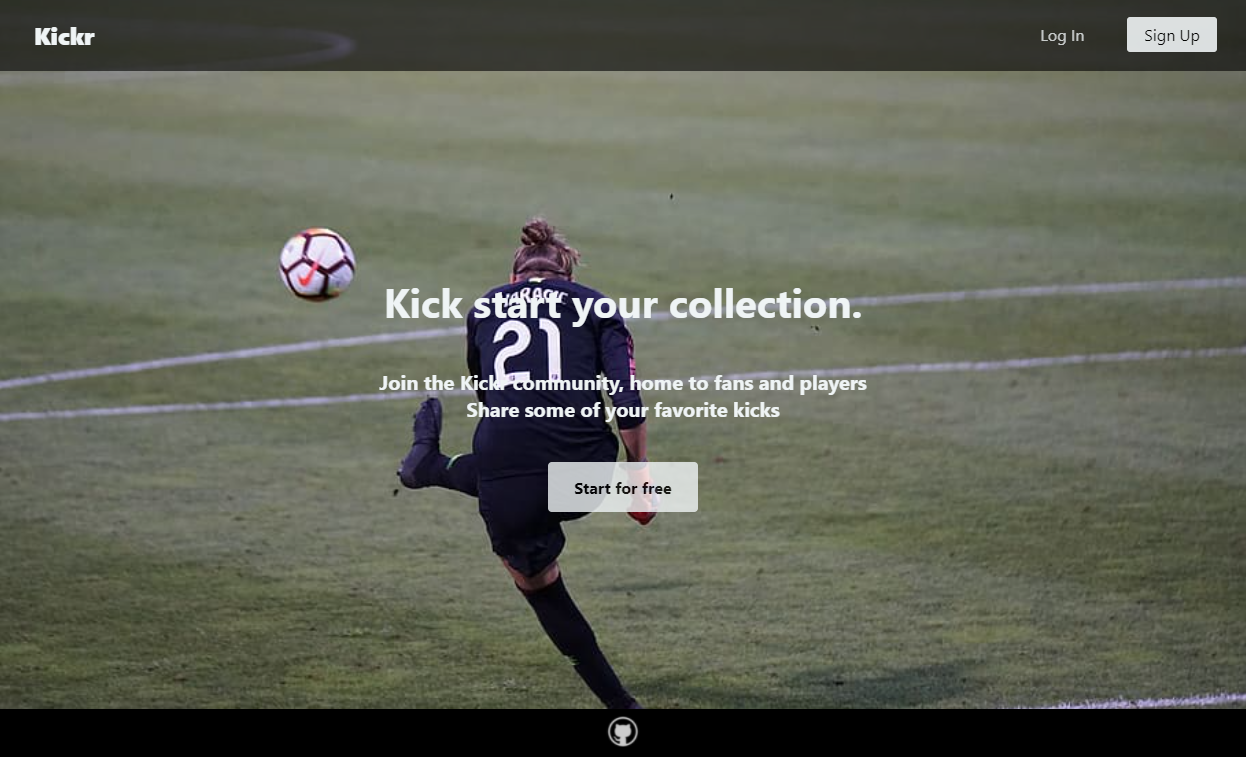 Kickr
Log In
Sign Up
Kick start your collection.
21
Join the Kickr community, home to fans and players
Share some of your favorite kicks
Start for free